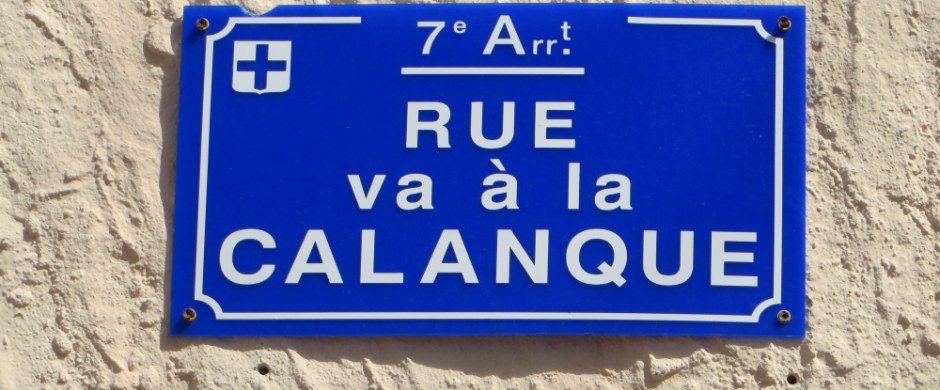 7e Arrt.
RUE
va à la
CALANQUE